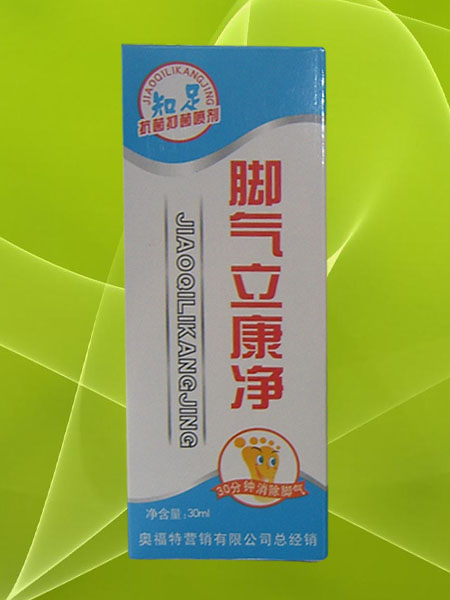 JIAOQILIKANGJING
知足
抗菌抑菌喷剂
脚气立康净
JIAOQILIKANGJING
30分钟消除脚气
净含量:30ml
奥福特营销有限公司总经销